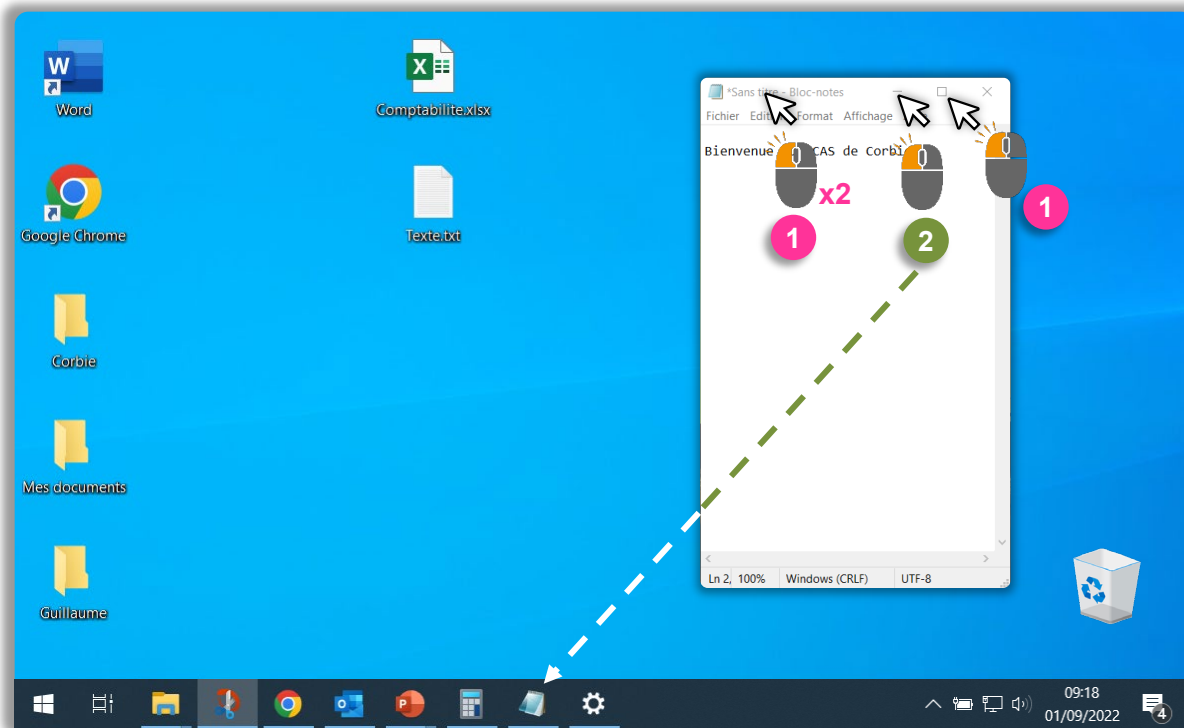 Word
Comptabilite.xlsx
Google Chrome
Texte.txt
Corbie
Mes documents
Guillaume
*Sans titre - Bloc-notes
Fichier Format Affichage
Bienvenue CAS de
x2
1
2
1
Ln 2, 100% Windows (CRLF) UTF-8
09:18
01/09/2022
4